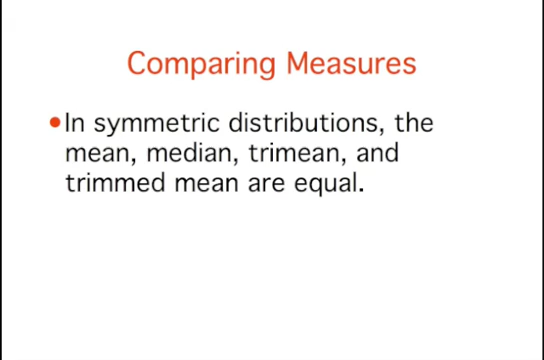 Comparing Measures
•In symmetric distributions, the
mean, median, trimean, and
trimmed mean are equal.